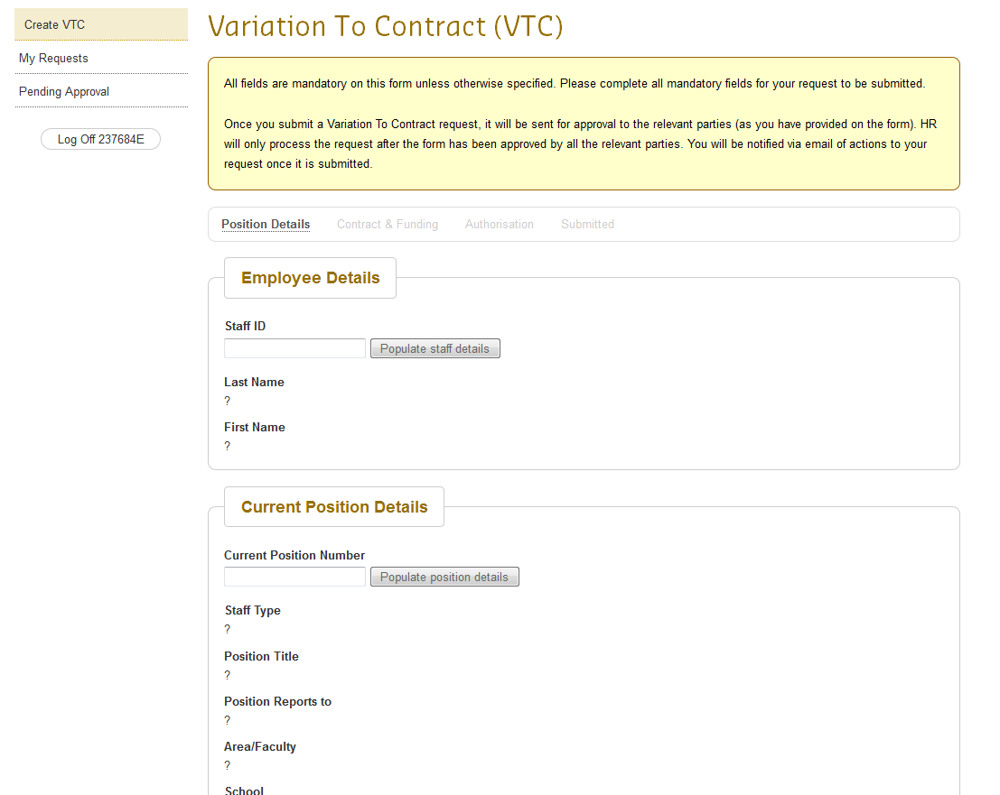 Create VTC
My Requests
Pending Approval
Log Off 237684E
Variation To Contract (VTC)
All fields are mandatory on this form unless otherwise specified. Please complete all mandatory fields for your request to be submitted.
Once you submit a Variation To Contract request, it will be sent for approval to the relevant parties (as you have provided on the form). HR
will only process the request after the form has been approved by all the relevant parties. You will be notified via email of actions to your
request once it is submitted.
Position Details Contract & Funding Authorisation Submitted
Employee Details
Staff ID
Populate staff details
Last Name
?
First Name
?
Current Position Details
Current Position Number
Populate position details
Staff Type
?
Position Title
?
Position Reports to
?
Area/Faculty
?
School